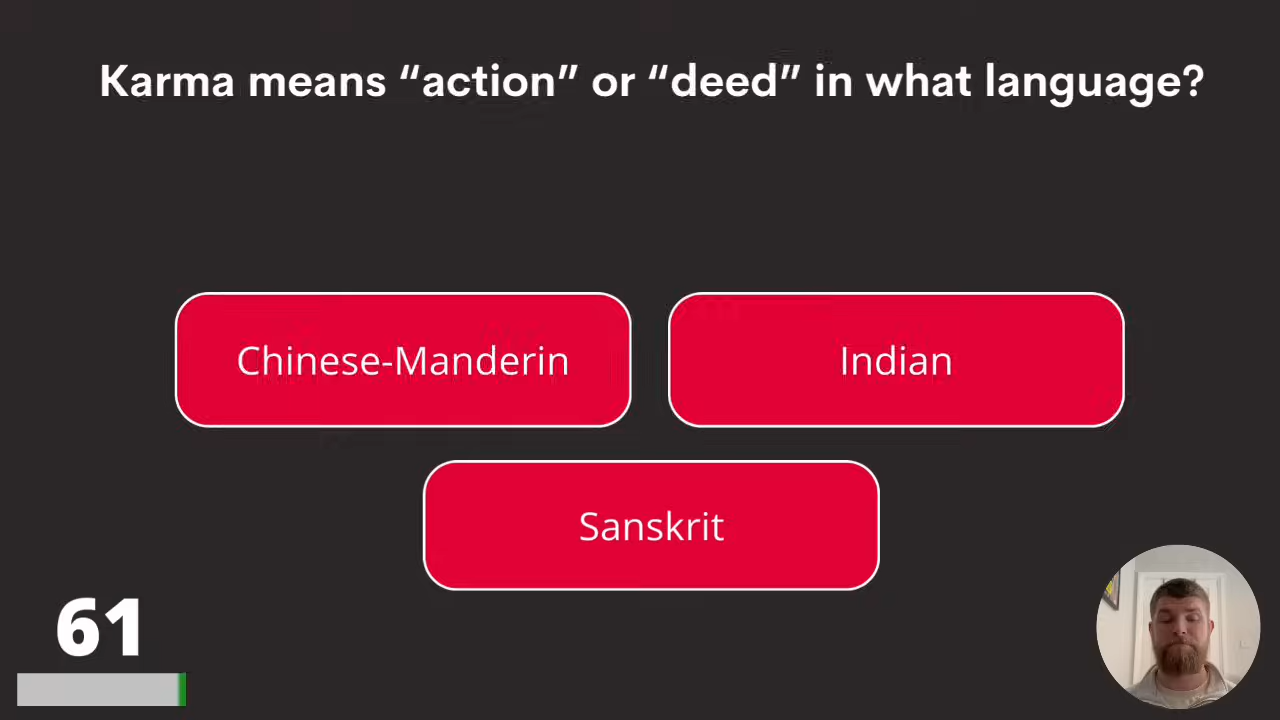 Karma means “action” or “deed” in what language?
Chinese-Manderin
Indian
Sanskrit
61